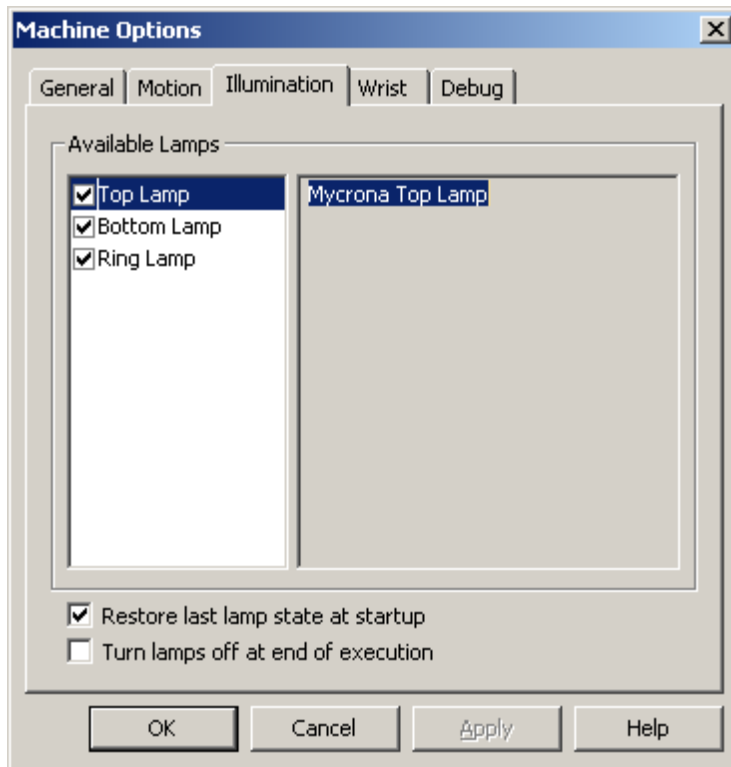 Machine Options
General Motion Illumination Wrist Debug
Available Lamps
Top Lamp
Bottom Lamp
Ring Lamp
Mycrona Top Lamp
Restore last lamp state at startup
Turn lamps off at end of execution
OK Cancel Apply Help